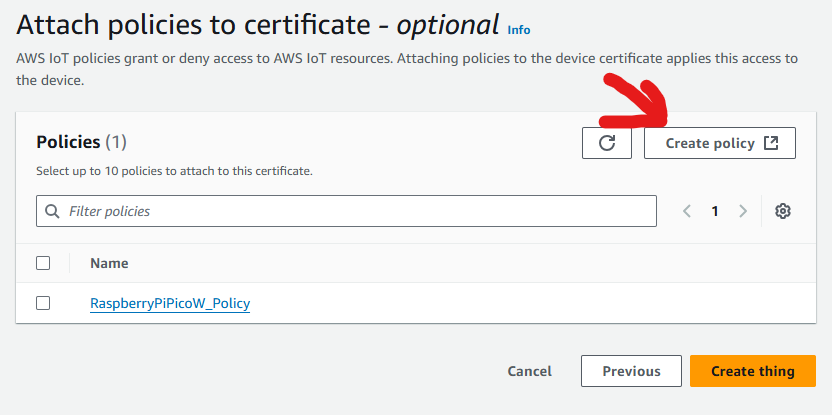 Attach policies to certificate - optional Info
AWS IoT policies grant or deny access to AWS IoT resources. Attaching policies to the device certificate applies this access to
the device.
Policies (1)
Create policy
Select up to 10 policies to attach to this certificate.
Filter policies
1
Name
RaspberryPiPicoW_Policy
Cancel
Previous
Create thing